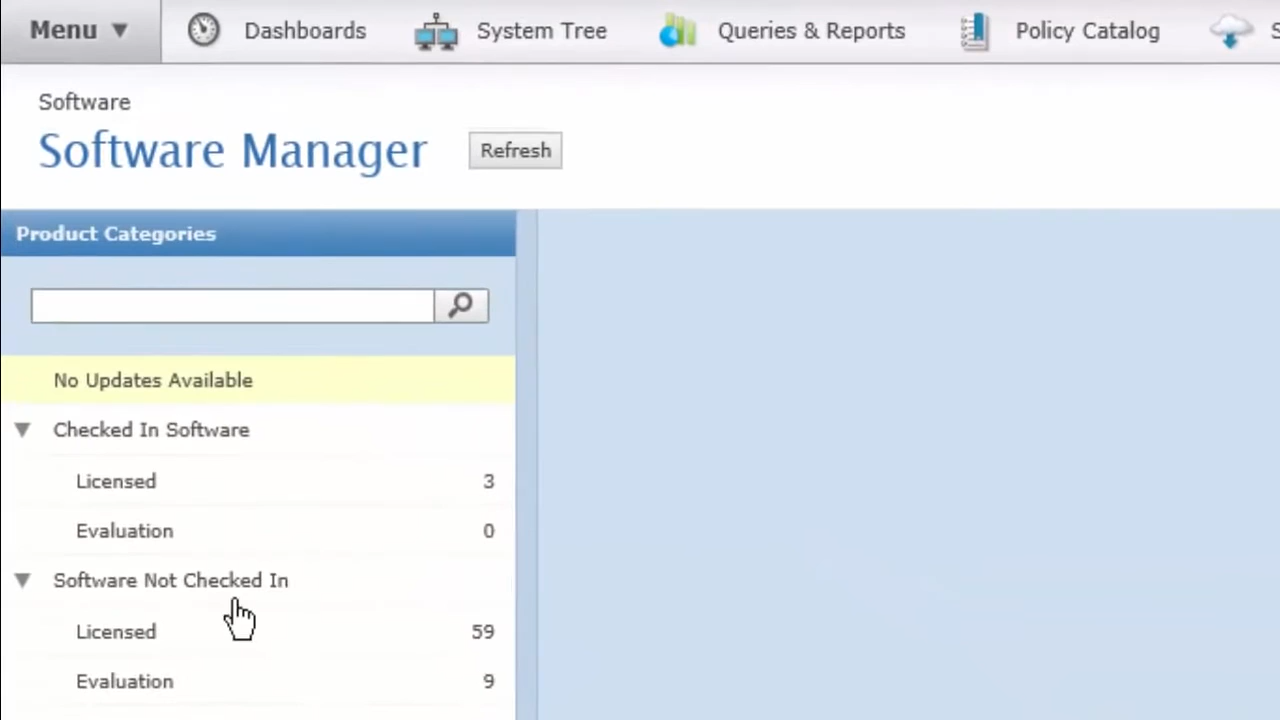 Menu ▼ Dashboards System Tree Queries & Reports Policy Catalog
Software
Software Manager Refresh
Product Categories
No Updates Available
Checked In Software
Licensed 3
Evaluation 0
Software Not Checked In
Licensed 59
Evaluation 9